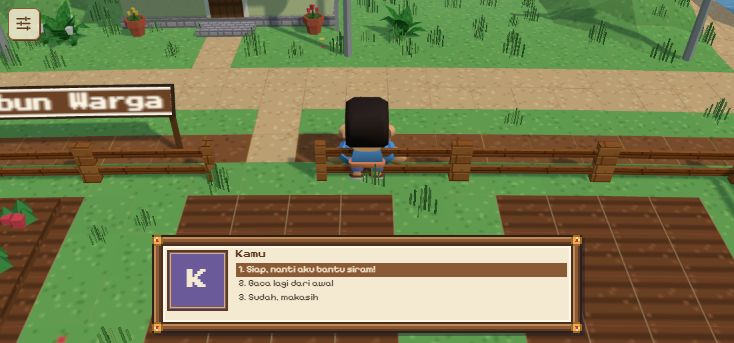 bun Warga
Kamu
K
1. Siap, nanti aku bantu siram!
2. Baca lagi dari awal
3. Sudah, makasih